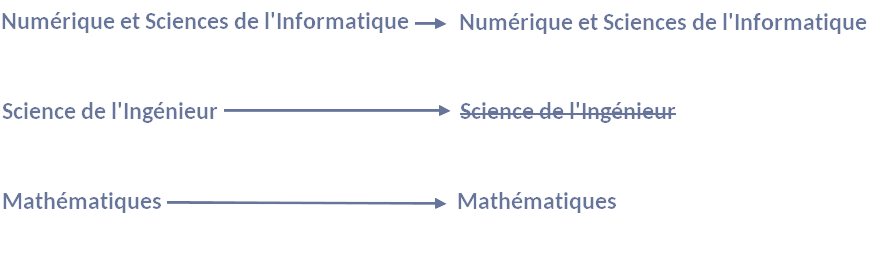 Numérique et Sciences de l'Informatique Numérique et Sciences de l'Informatique
Science de l'Ingénieur Science de l'Ingénieur
Mathématiques Mathématiques